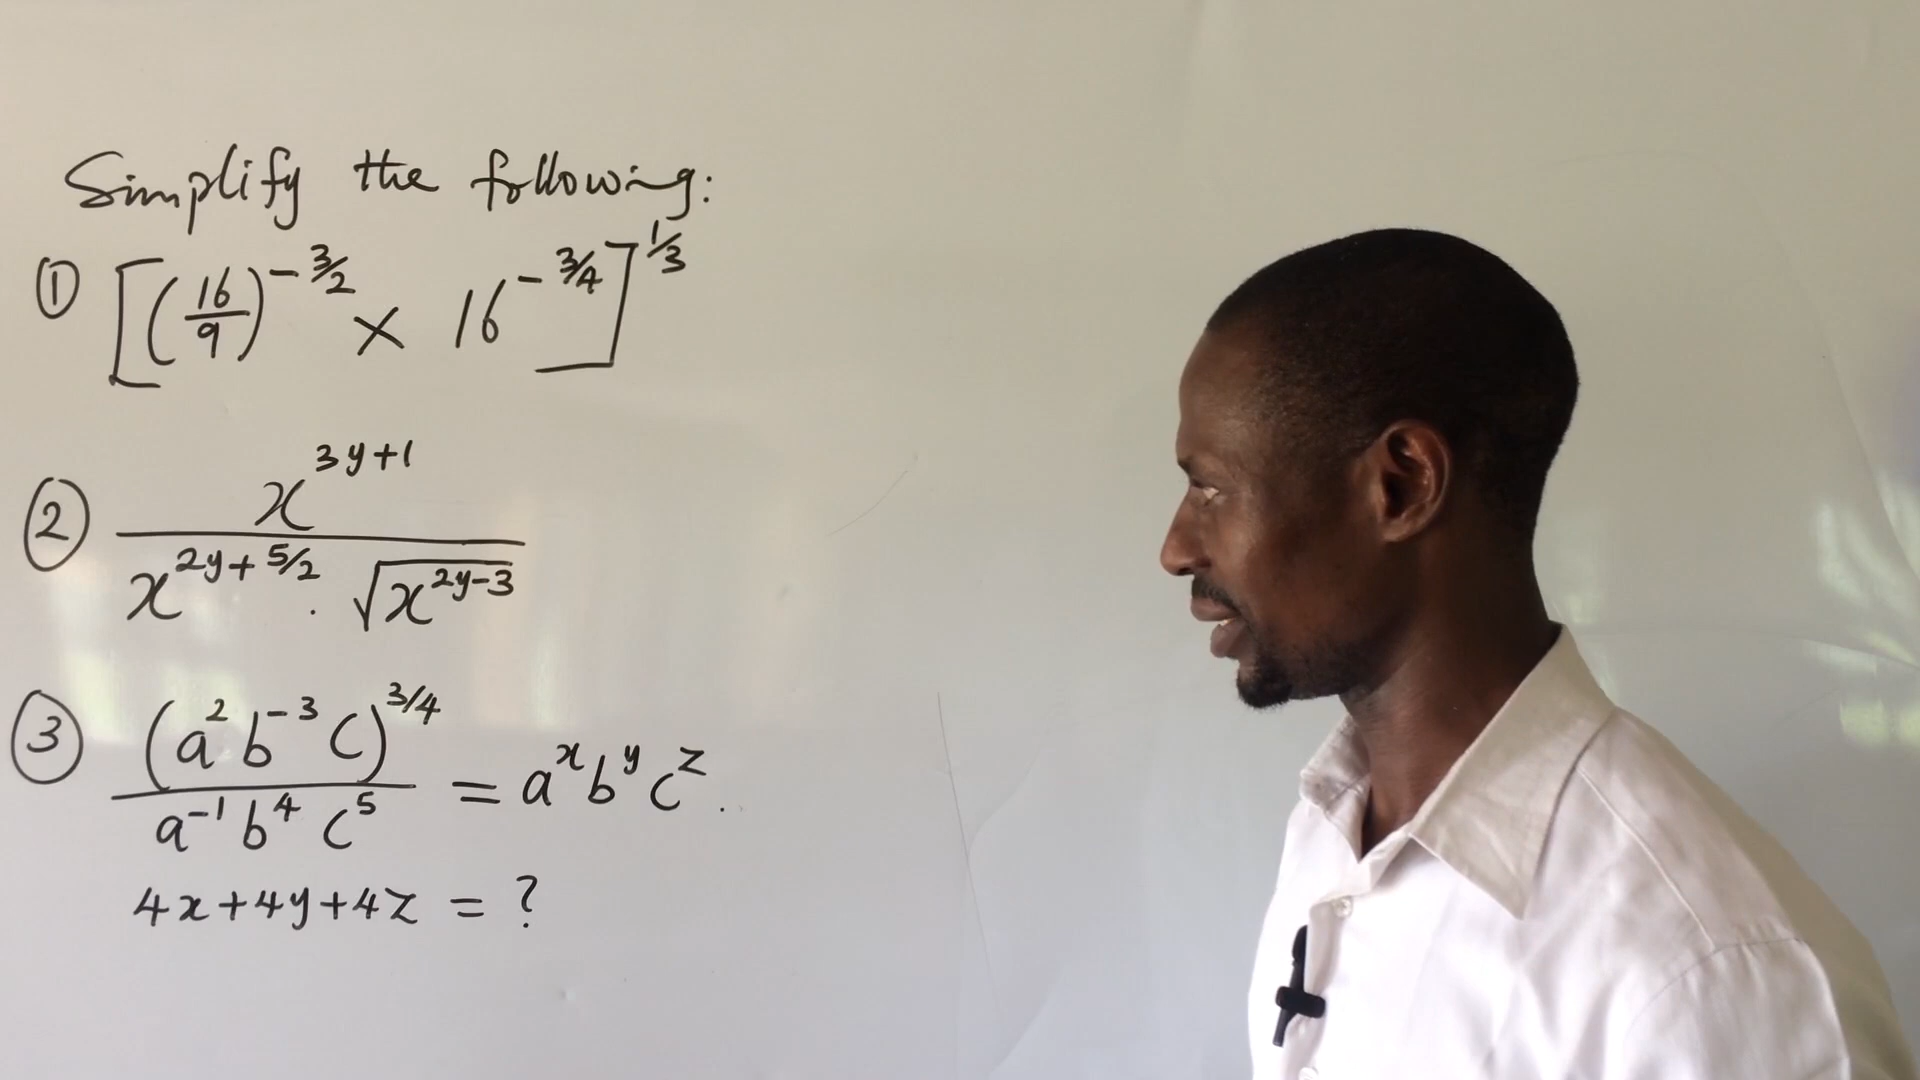 Simplify the following:
① [(16/9)^(-3/2) × 16^(-3/4)]^(1/3)
② x^(3y+1) / (x^(2y+5/2) . √(x^(2y-3)))
③ (a^2 b^-3 c)^(3/4) / (a^-1 b^4 c^5) = a^x b^y c^z.
4x+4y+4z = ?